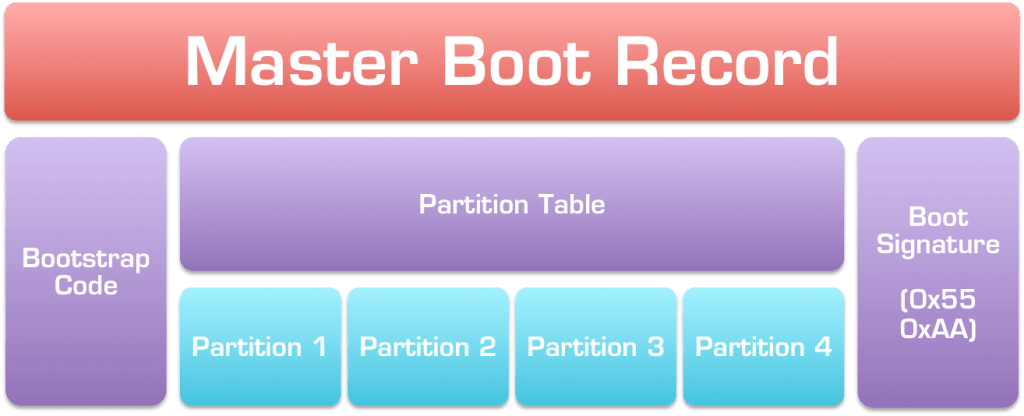 Master Boot Record
Bootstrap
Code
Partition Table
Partition 1
Partition 2
Partition 3
Partition 4
Boot
Signature
(0x55
0xAA)